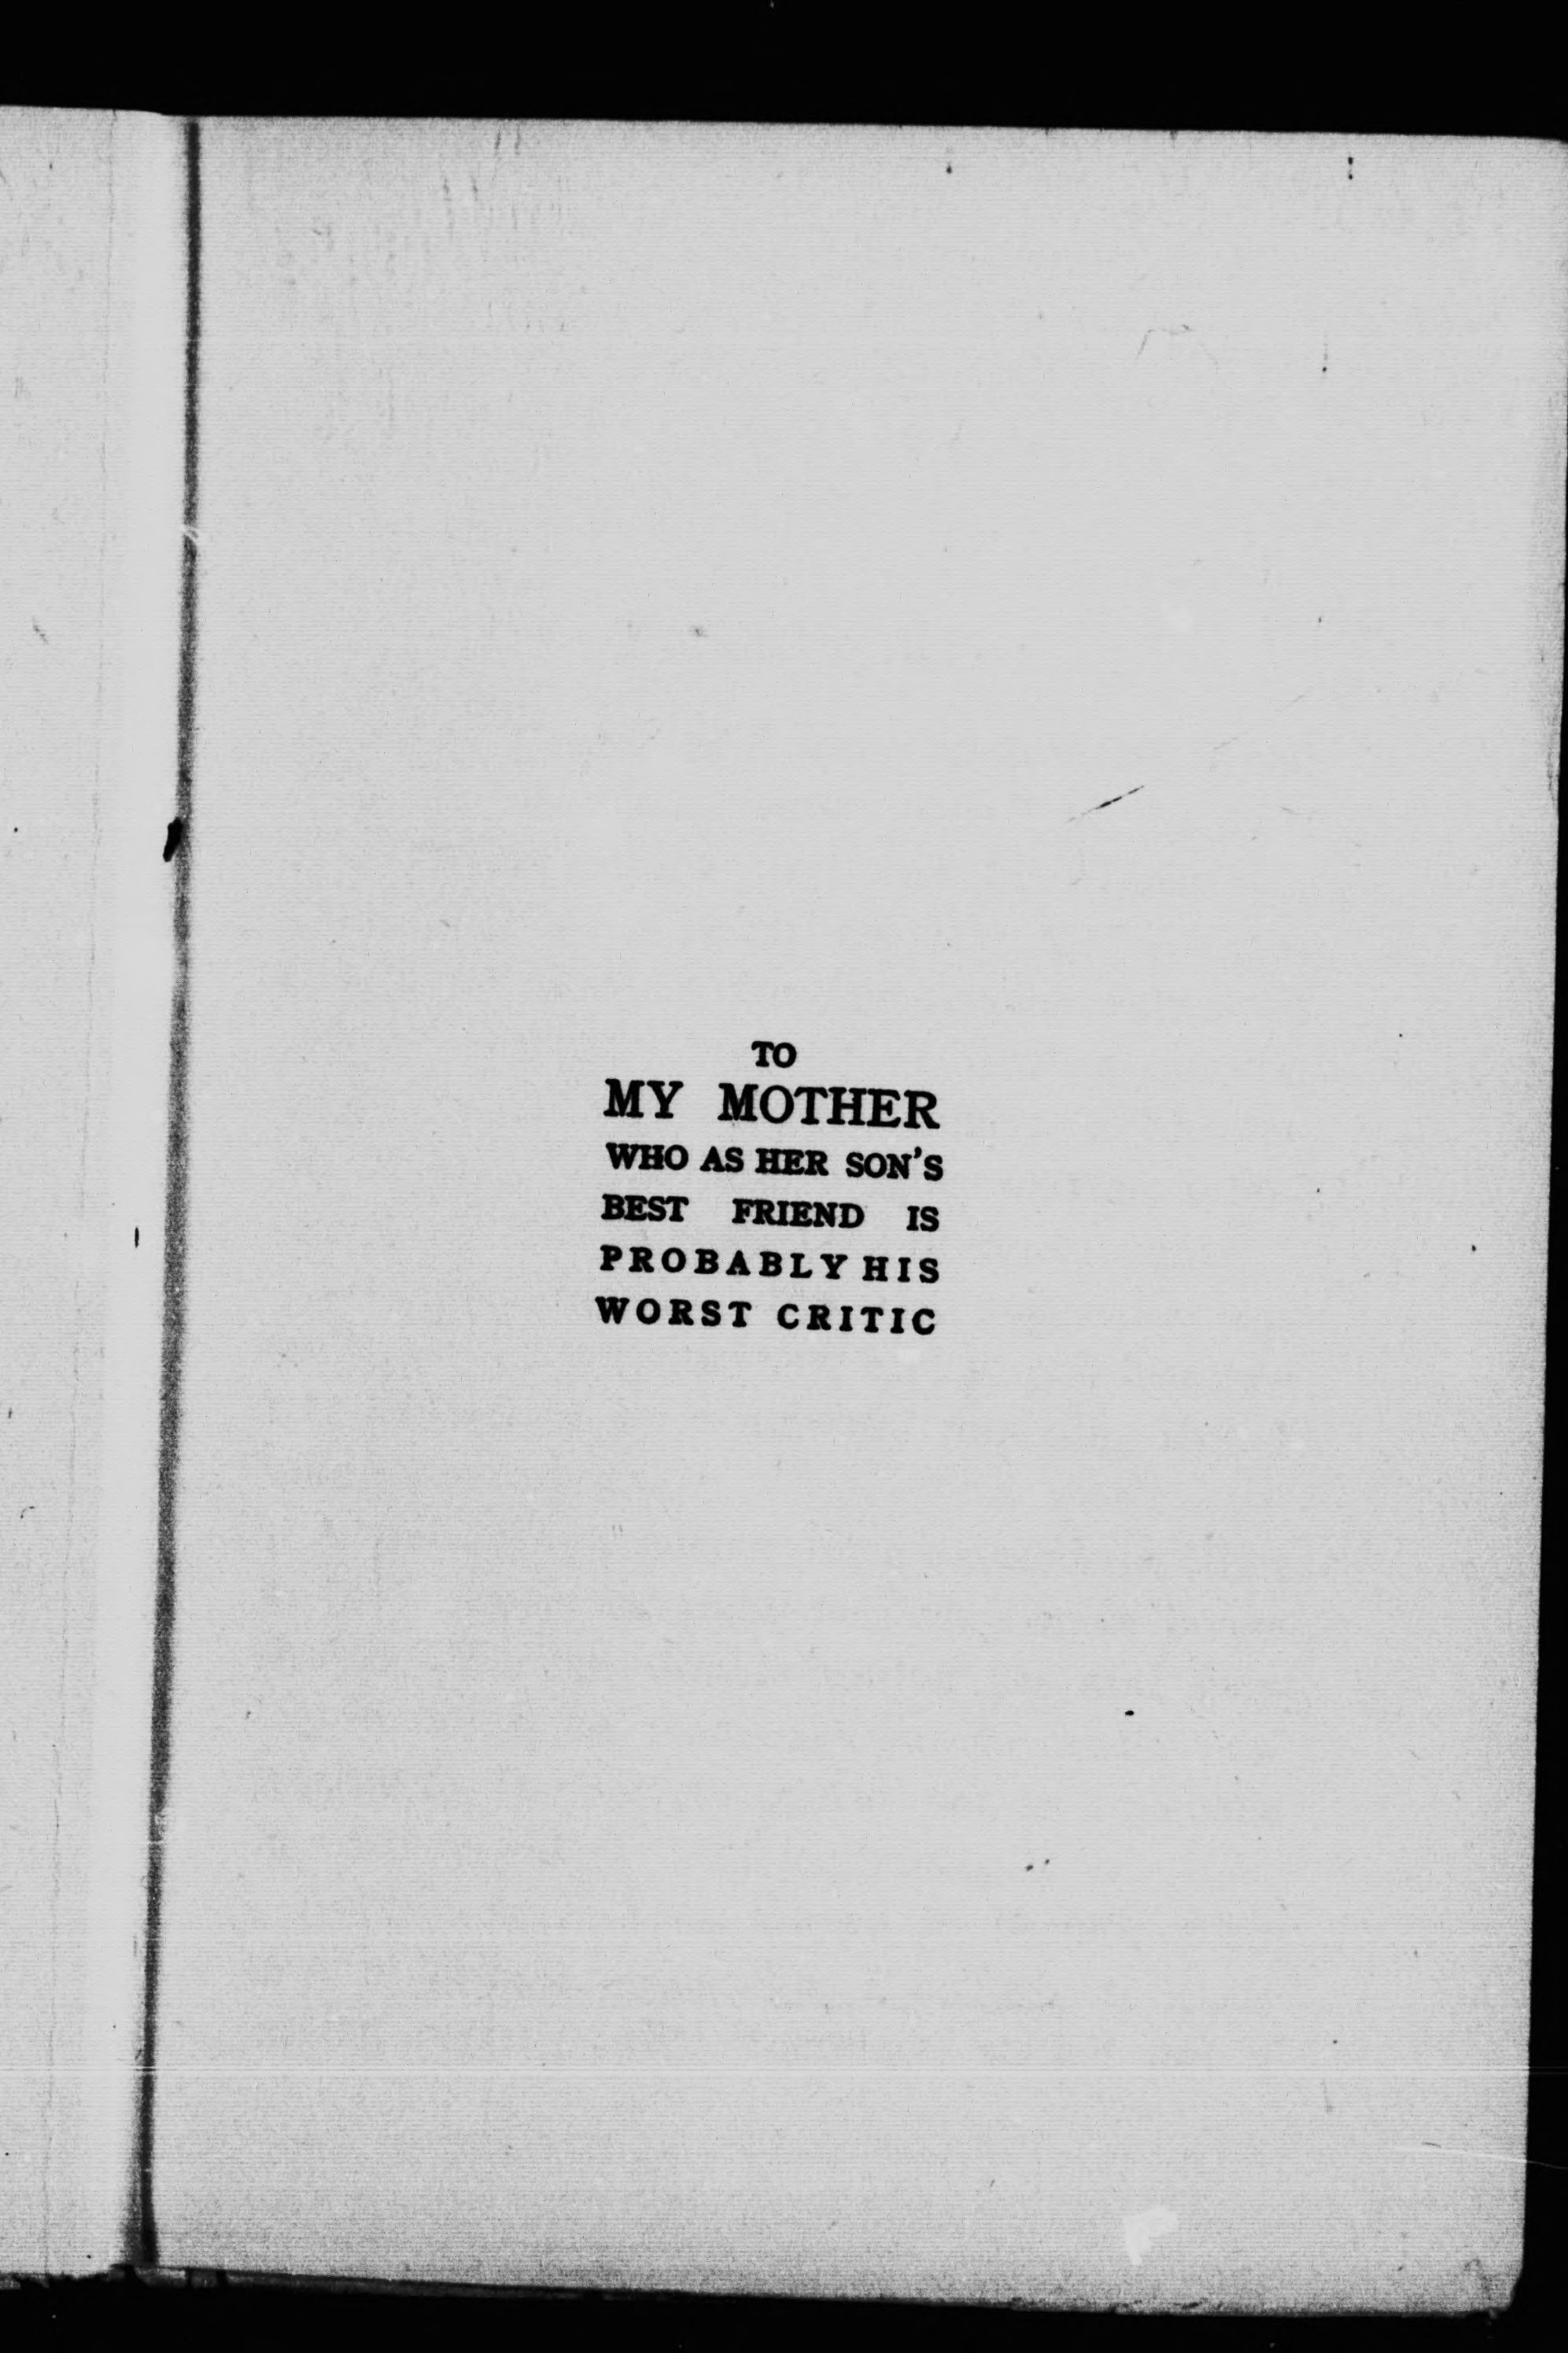 TO
MY MOTHER
WHO AS HER SON'S
BEST FRIEND IS
PROBABLY HIS
WORST CRITIC